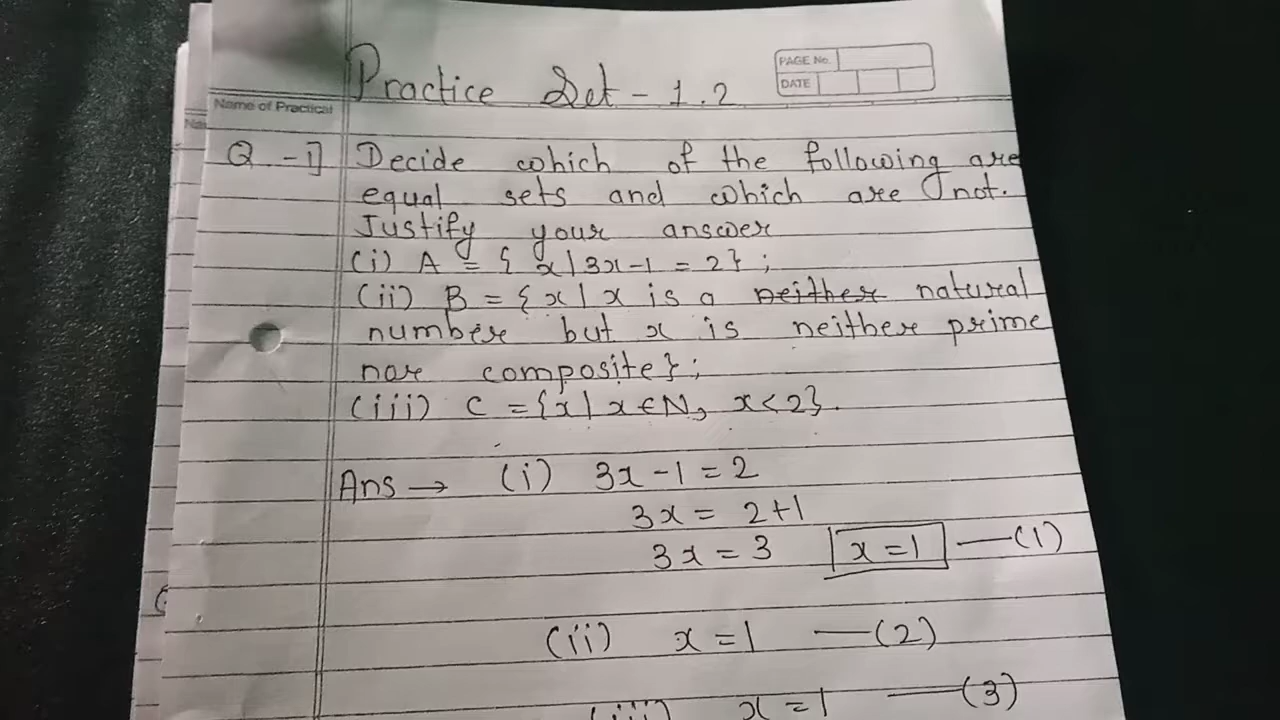 Practice Set - 1.2
PAGE No.
DATE
Name of Practical
Q -1] Decide which of the following are
equal sets and which are not.
Justify your answer
(i) A = { x | 3x-1 = 2} ;
(ii) B = {x | x is a neither natural
number but x is neither prime
nor composite} ;
(iii) C = {x | x ∈ N, x < 2}.
Ans → (i) 3x - 1 = 2
3x = 2+1
3x = 3 x = 1 — (1)
(ii) x = 1 — (2)
(iii) x = 1 — (3)